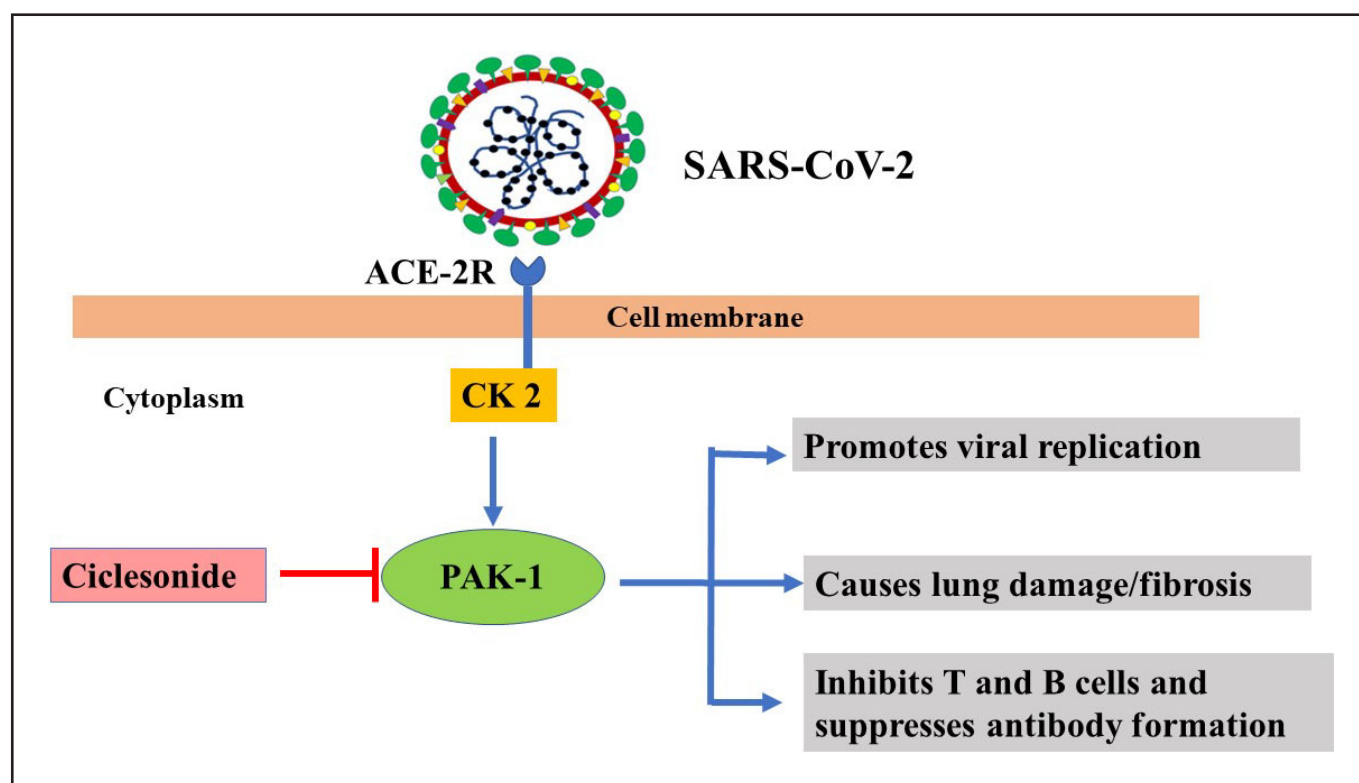 SARS-CoV-2
ACE-2R
Cell membrane
Cytoplasm
CK 2
Promotes viral replication
Ciclesonide
PAK-1
Causes lung damage/fibrosis
Inhibits T and B cells and
suppresses antibody formation